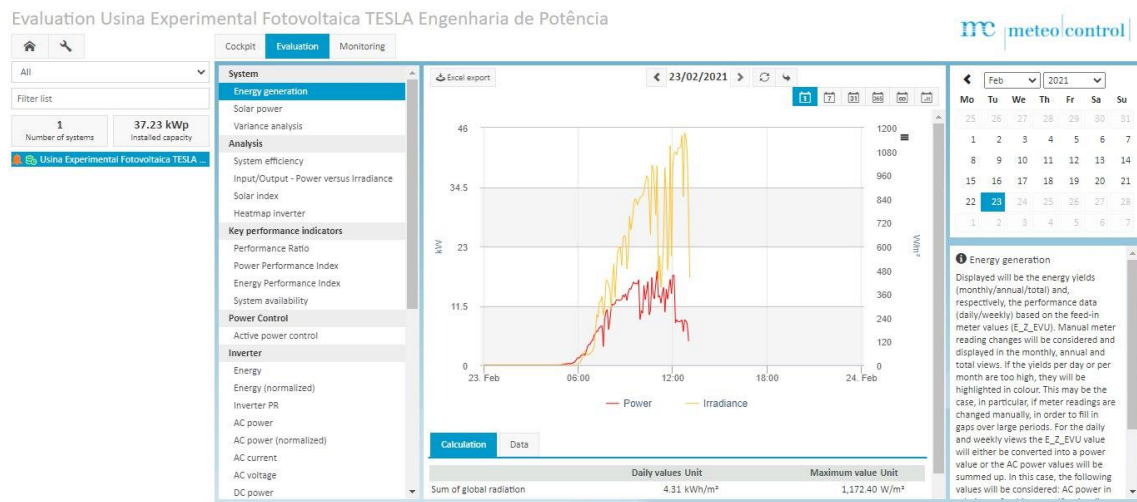 Evaluation Usina Experimental Fotovoltaica TESLA Engenharia de Potência
mc meteocontrol
Cockpit Evaluation Monitoring
All
Filter list
1
Number of systems
37.23 kWp
Installed capacity
Usina Experimental Fotovoltaica TESLA ...
System
Energy generation
Solar power
Variance analysis
Analysis
System efficiency
Input/Output - Power versus Irradiance
Solar index
Heatmap inverter
Key performance indicators
Performance Ratio
Power Performance Index
Energy Performance Index
System availability
Power Control
Active power control
Inverter
Energy
Energy (normalized)
Inverter PR
AC power
AC power (normalized)
AC current
AC voltage
DC power
Excel export
23/02/2021
1 7 31 365
46
34.5
23
11.5
0
kW
1200
1080
960
840
720
600
480
360
240
120
0
W/m²
23. Feb 06:00 12:00 18:00 24. Feb
Power Irradiance
Calculation Data
Daily values Unit Maximum value Unit
Sum of global radiation 4.31 kWh/m² 1,172.40 W/m²
Feb 2021
Mo Tu We Th Fr Sa Su
25 26 27 28 29 30 31
1 2 3 4 5 6 7
8 9 10 11 12 13 14
15 16 17 18 19 20 21
22 23 24 25 26 27 28
1 2 3 4 5 6 7
Energy generation
Displayed will be the energy yields
(monthly/annual/total) and,
respectively, the performance data
(daily/weekly) based on the feed-in
meter values (E_Z_EVU). Manual meter
reading changes will be considered and
displayed in the monthly, annual and
total views. If the yields per day or per
month are too high, they will be
highlighted in colour. This may be the
case, in particular, if meter readings are
changed manually, in order to fill in
gaps over large periods. For the daily
and weekly views the E_Z_EVU value
will either be converted into a power
value or the AC power values will be
summed up. In this case, the following
values will be considered: AC power in